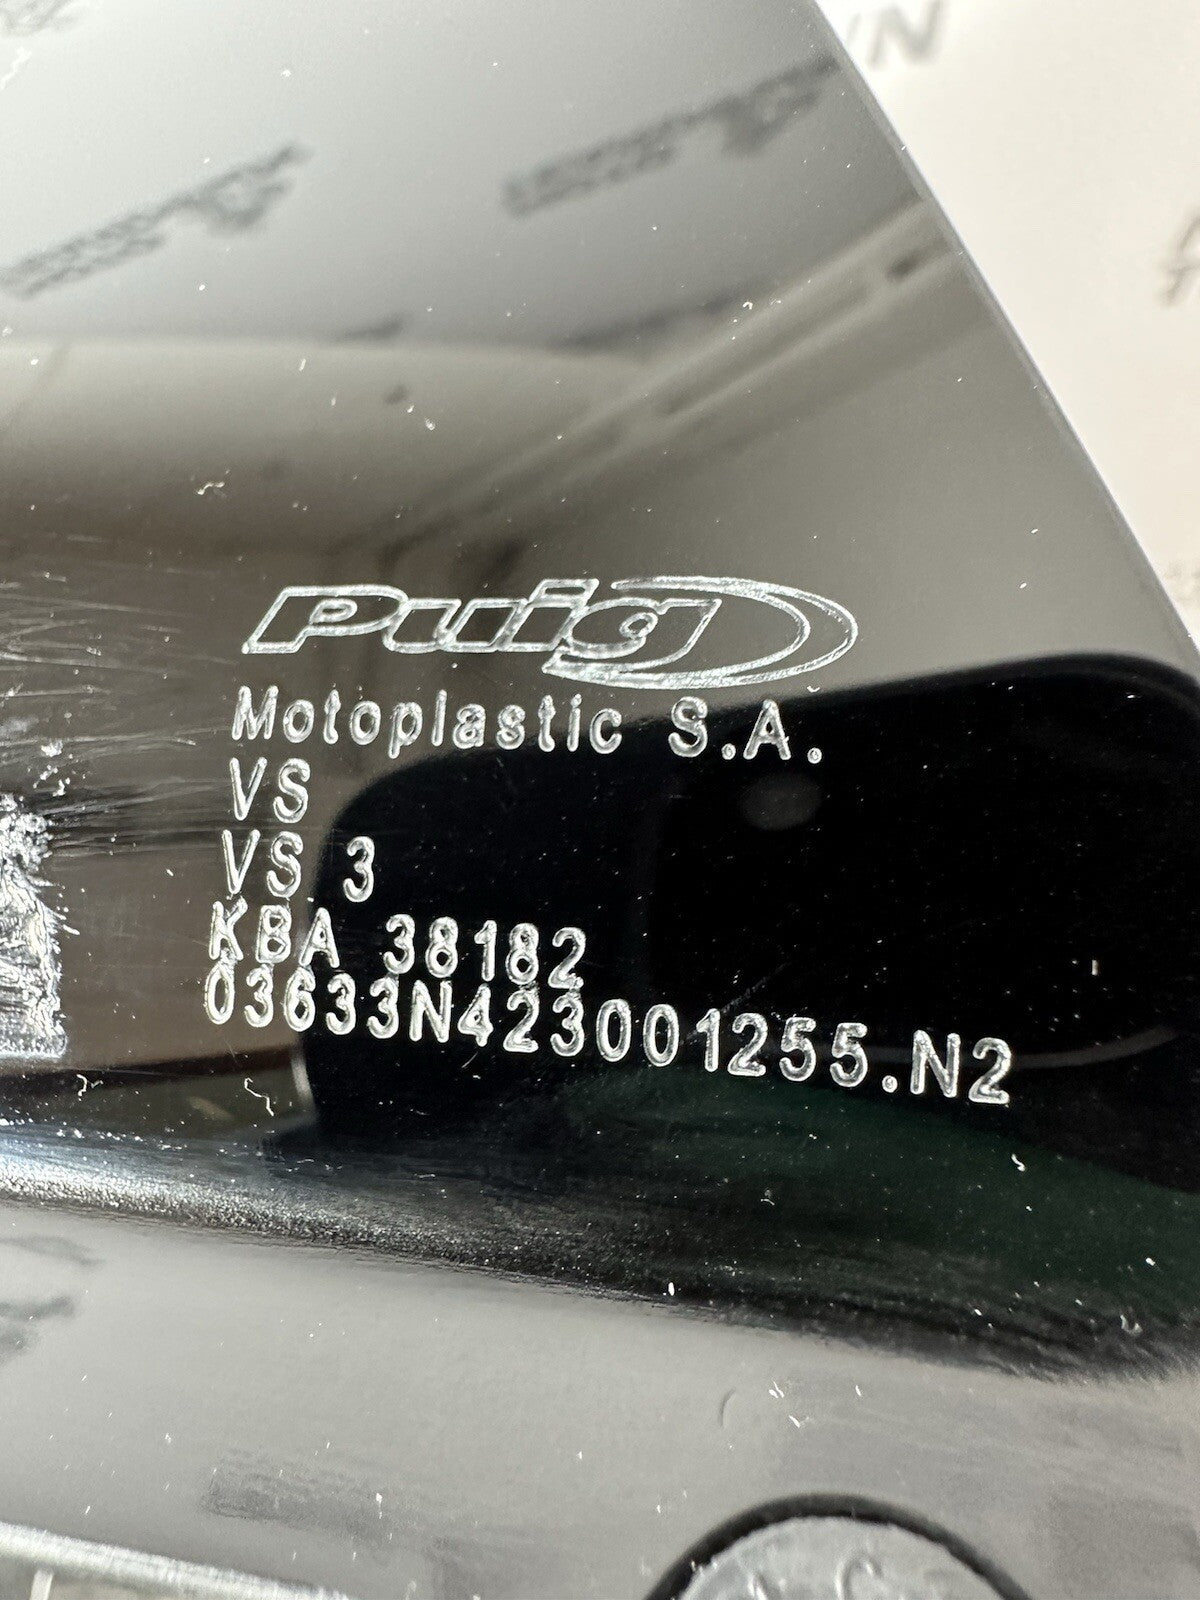 Puig
Motoplastic S.A.
VS
VS 3
KBA 38182
03633N423001255.N2